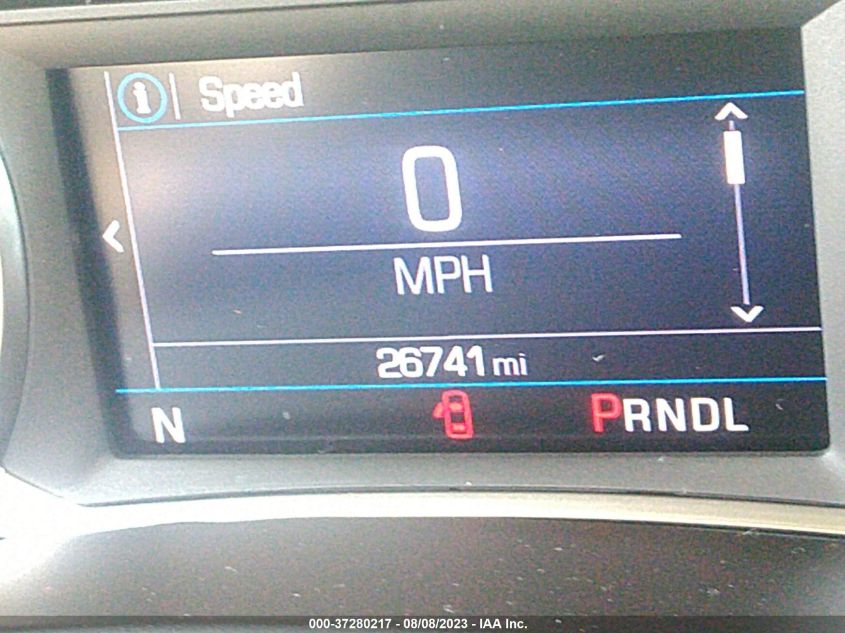 i | Speed
0
MPH
26741 mi
N PRNDL
000-37280217 - 08/08/2023 - IAA Inc.